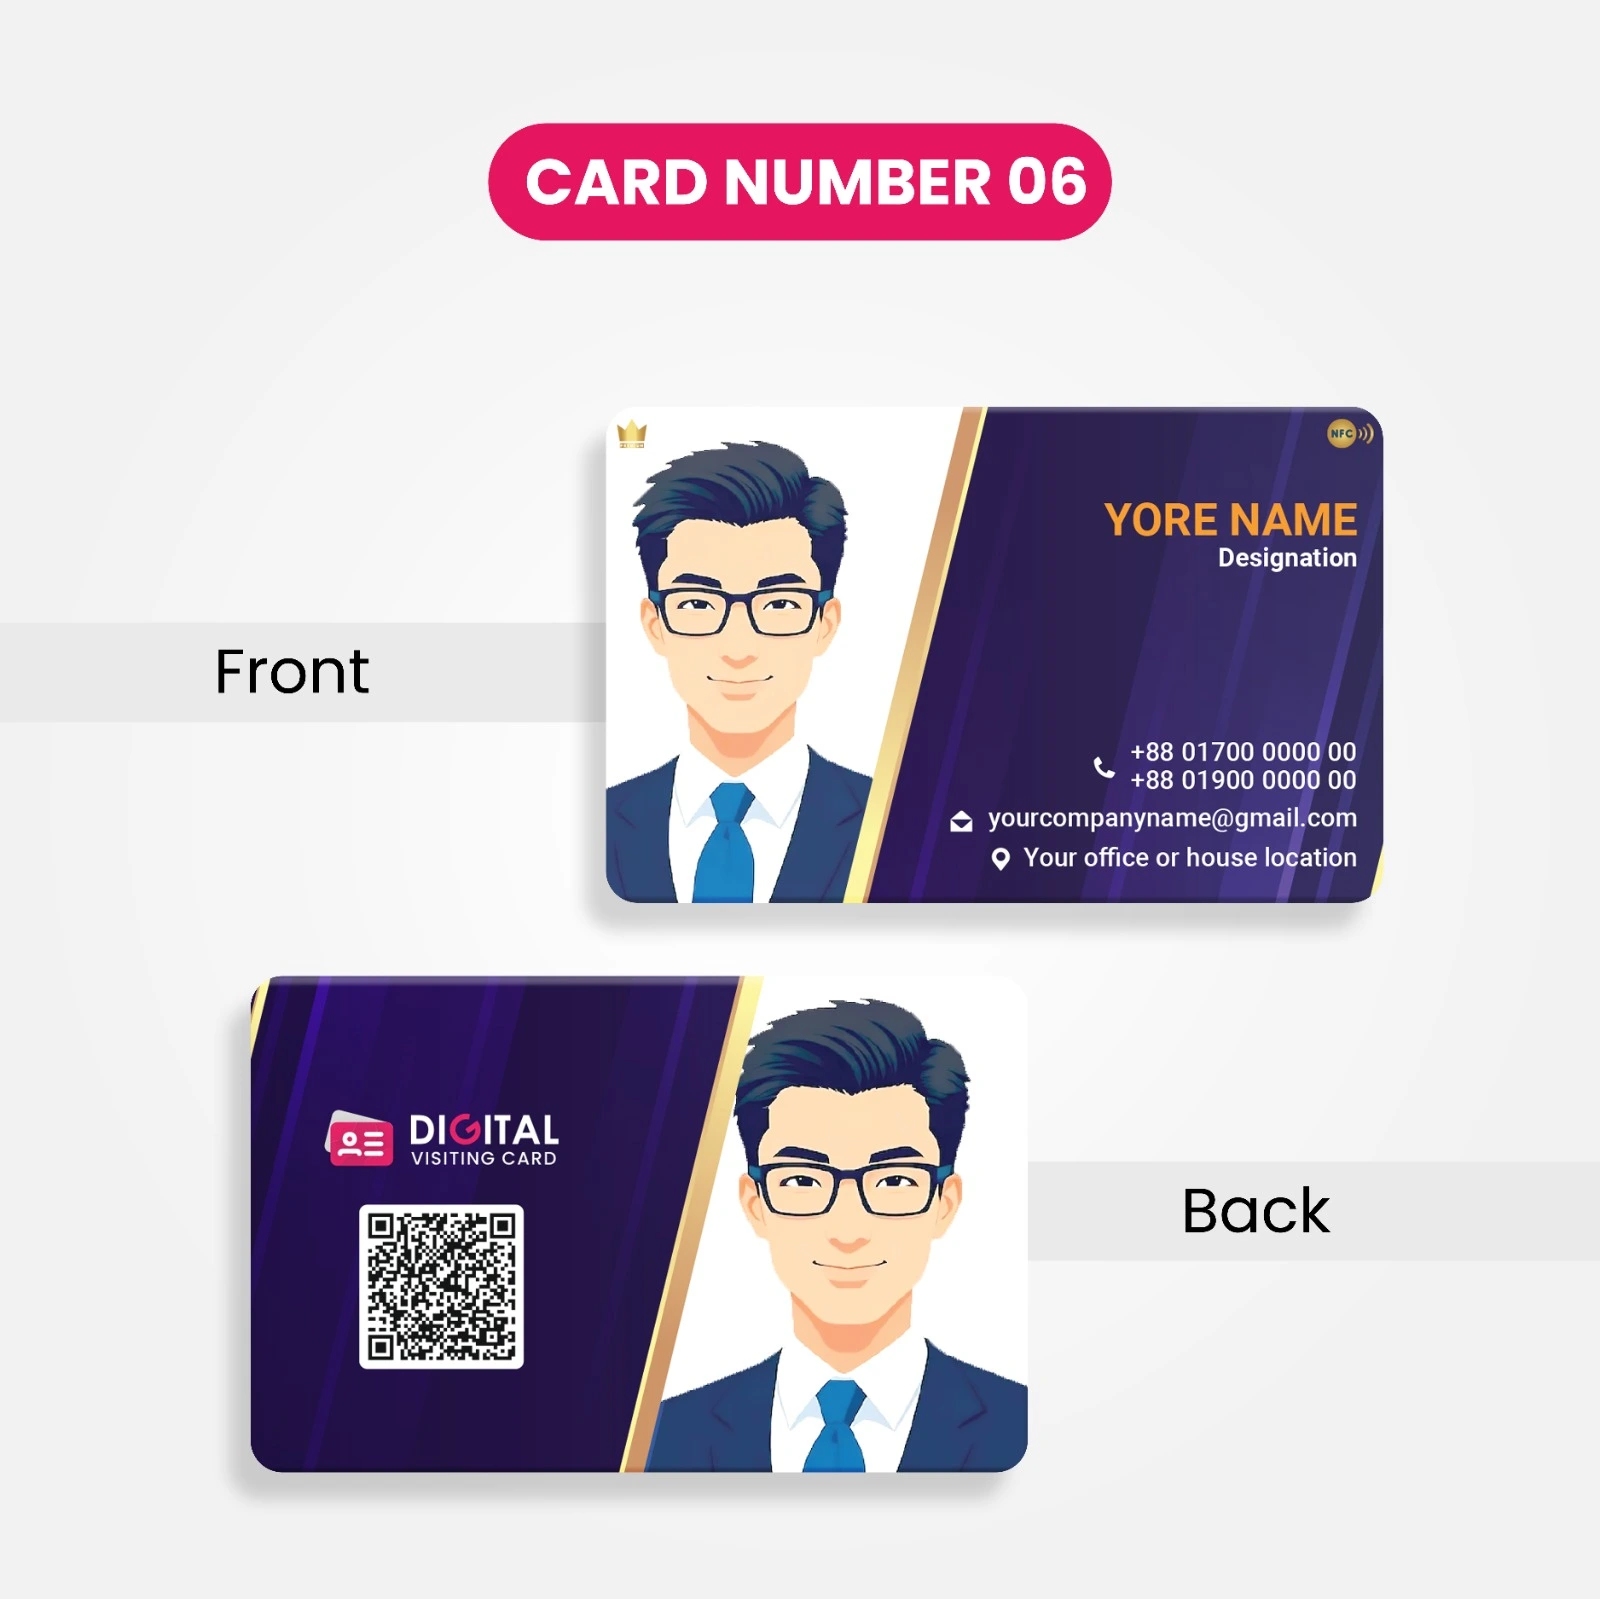 CARD NUMBER 06
NFC
YORE NAME
Designation
Front
+88 01700 0000 00
+88 01900 0000 00
yourcompanyname@gmail.com
Your office or house location
DIGITAL
VISITING CARD
Back